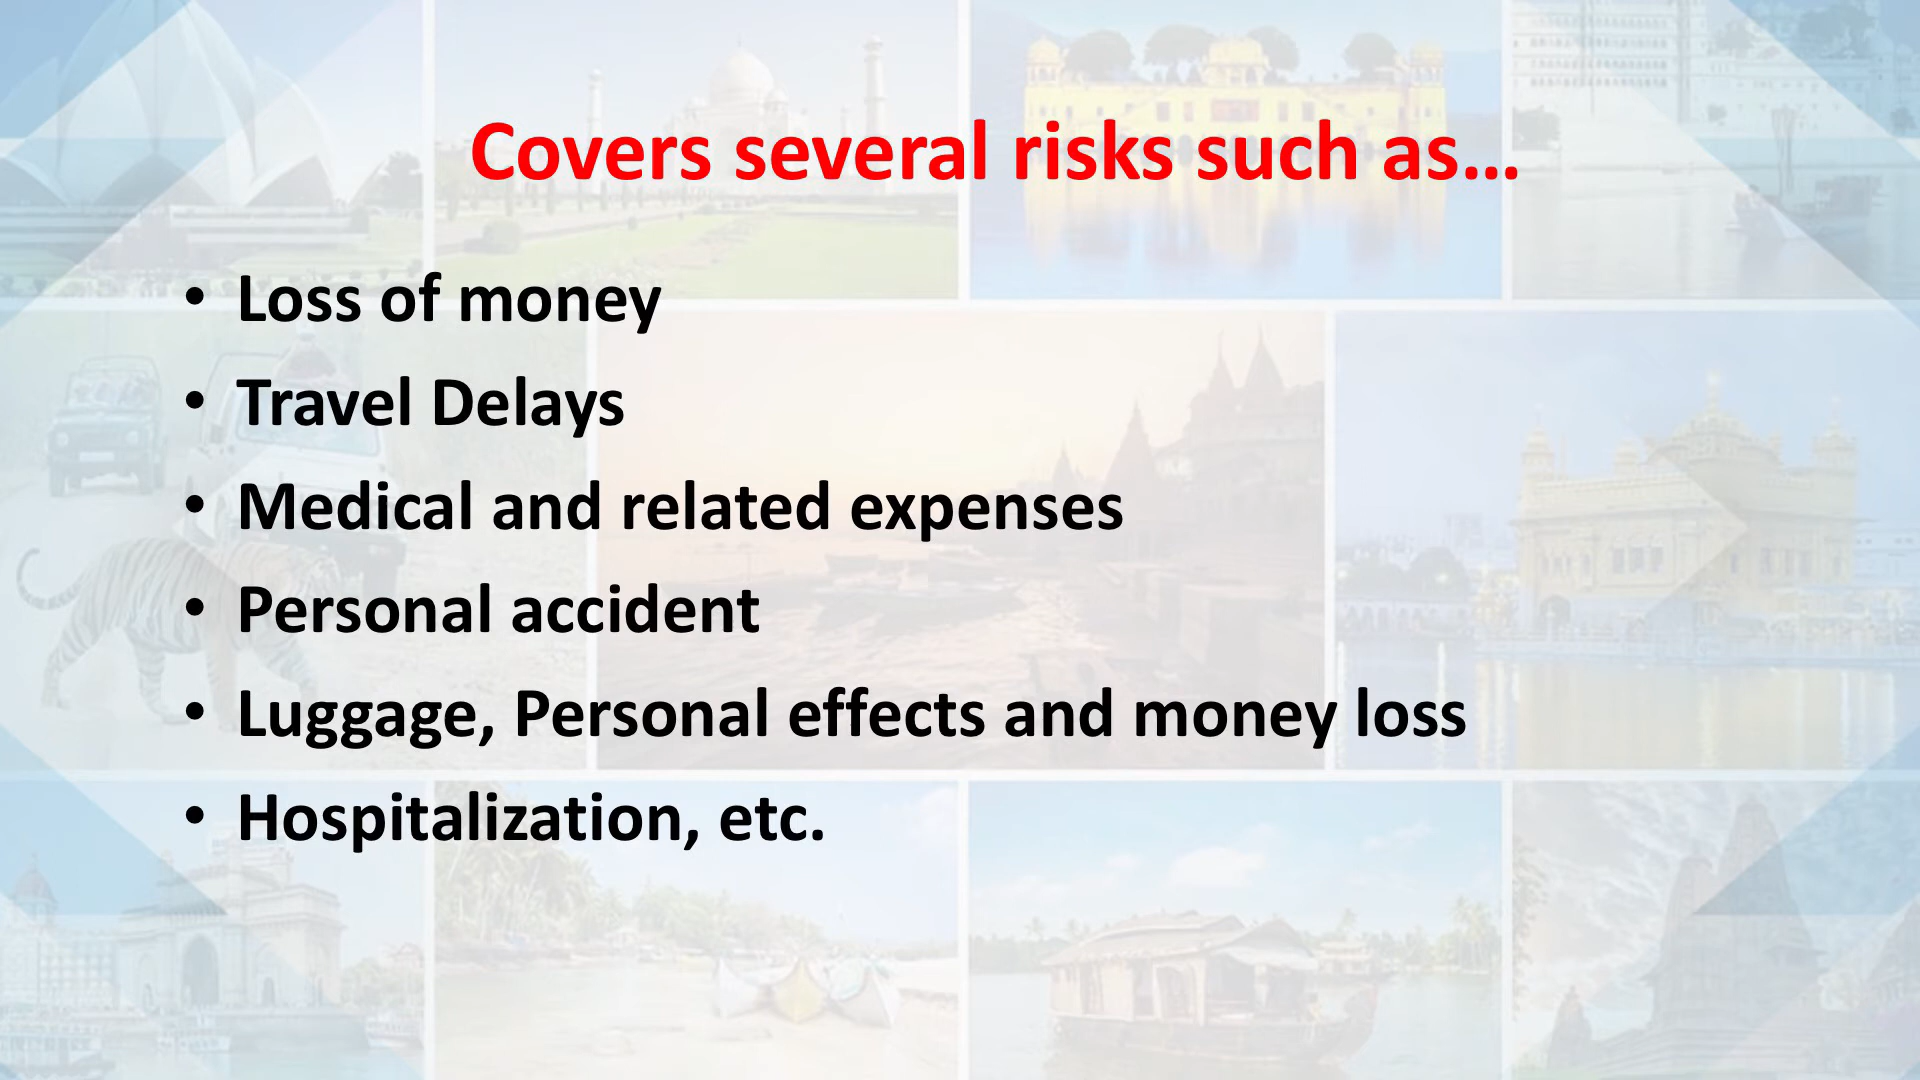 Covers several risks such as…
• Loss of money
• Travel Delays
• Medical and related expenses
• Personal accident
• Luggage, Personal effects and money loss
• Hospitalization, etc.